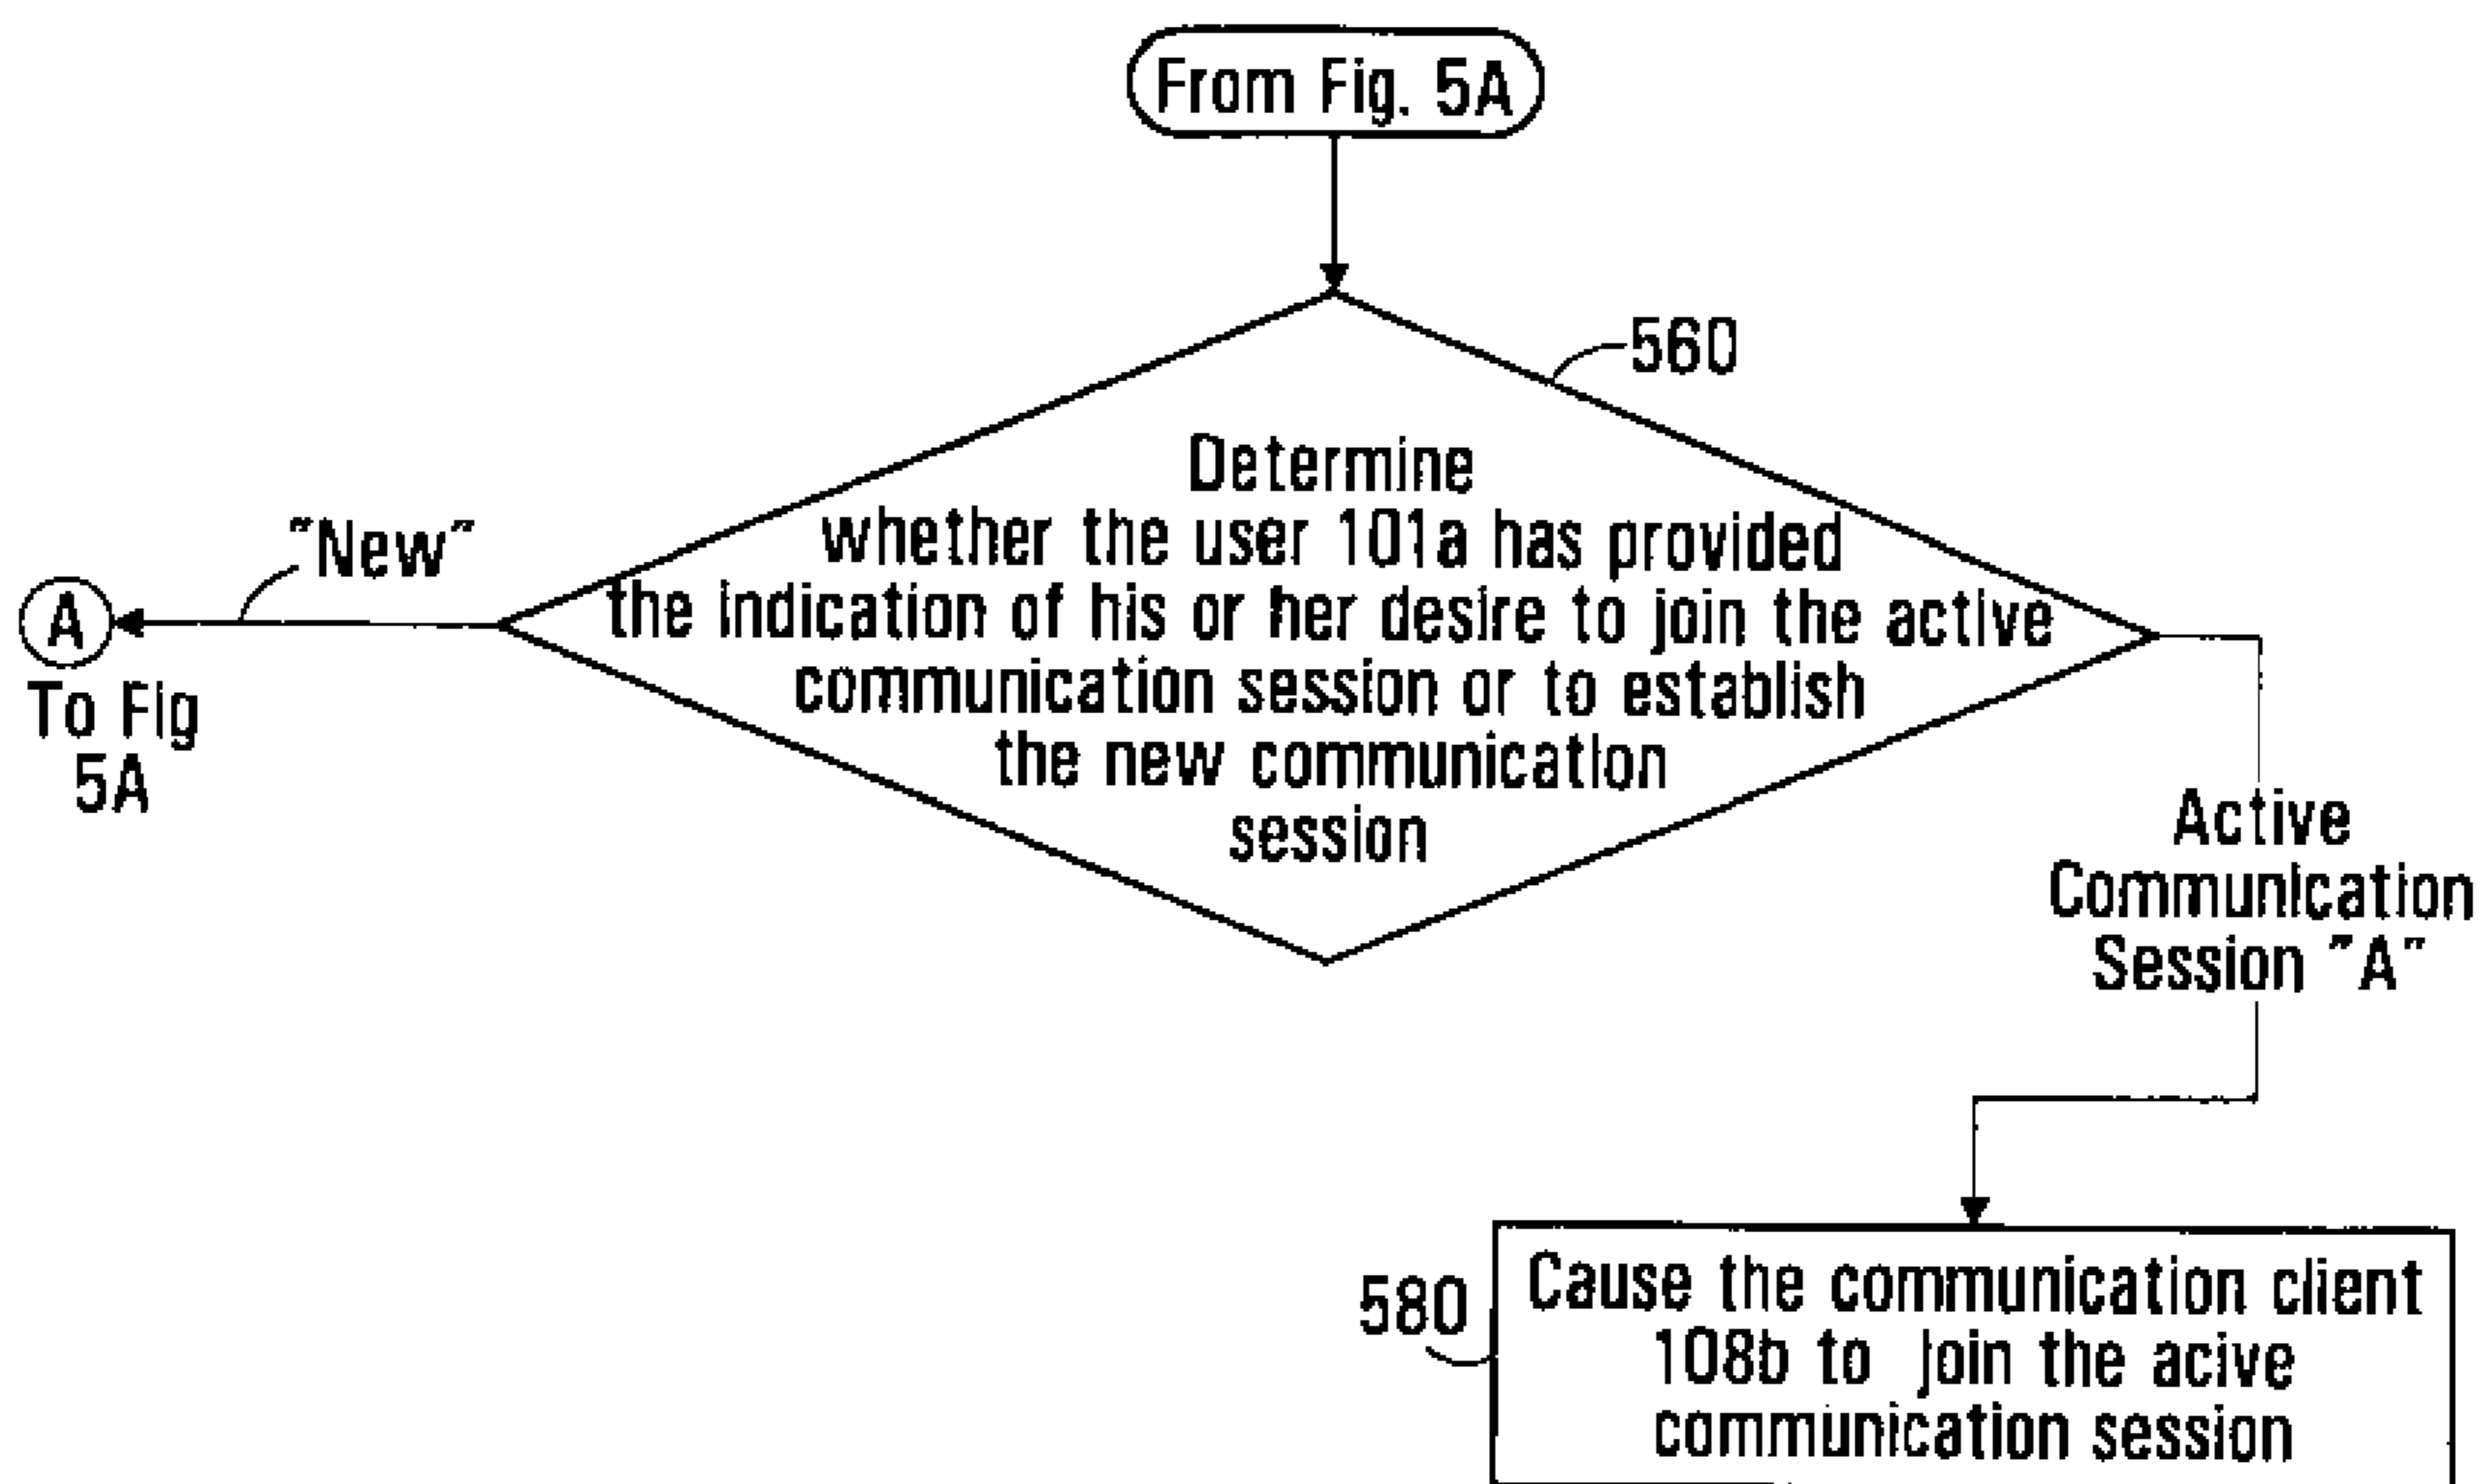 From Fig. 5A
560
Determine
whether the user 101a has provided
the indication of his or her desire to join the active
communication session or to establish
the new communication
session
"New"
A
To Fig
5A
Active
Communication
Session "A"
580
Cause the communication client
108b to join the acive
communication session